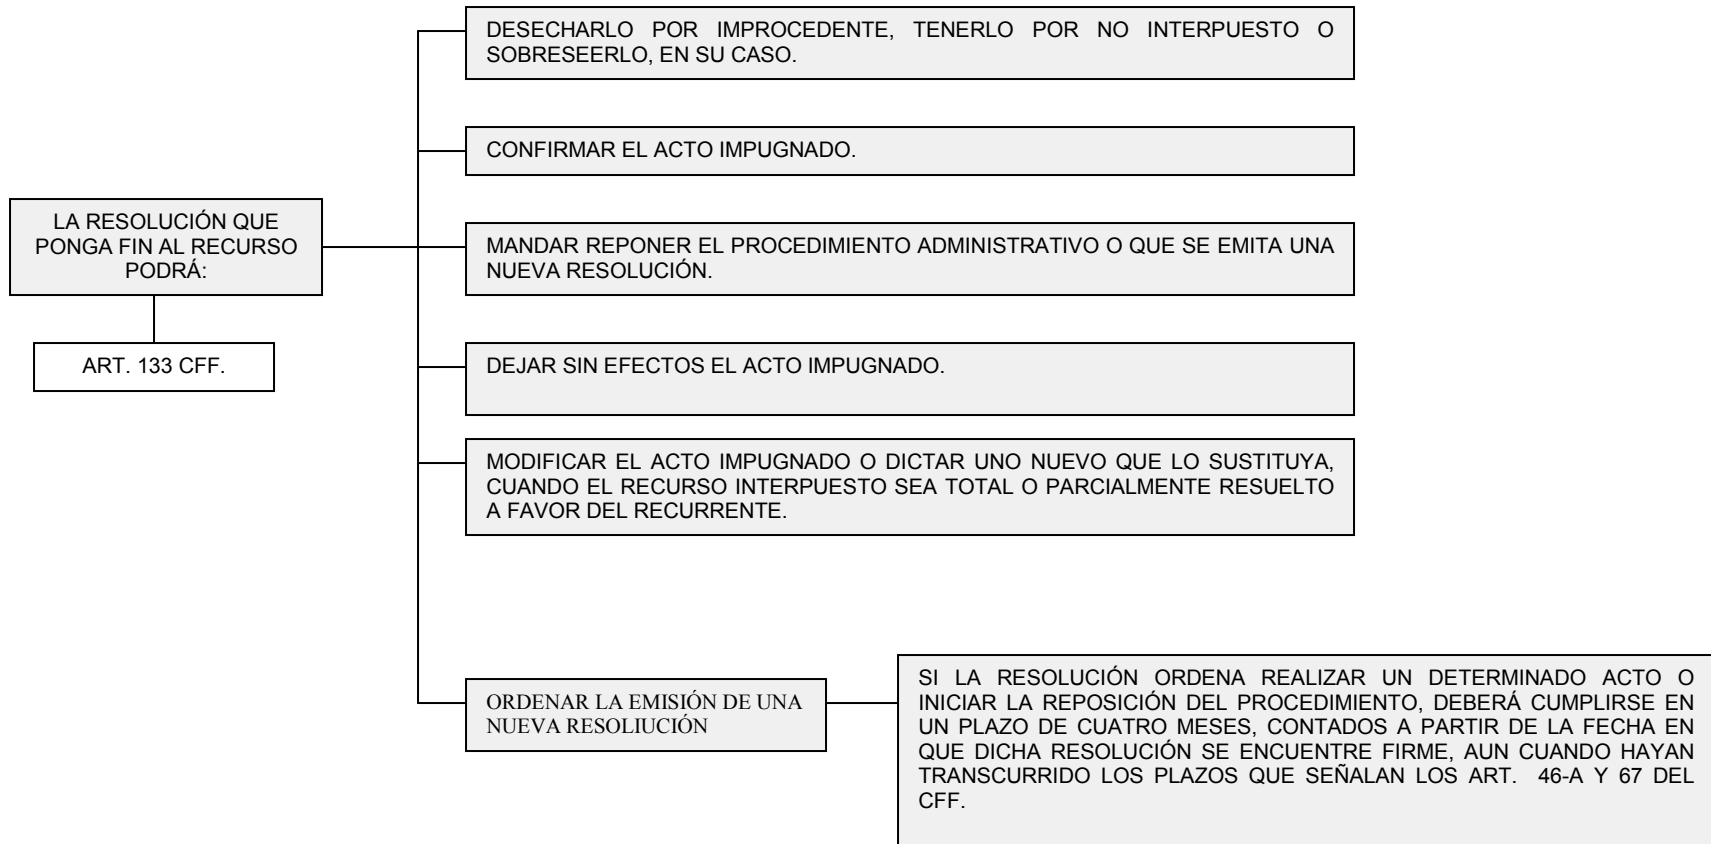 DESECHARLO POR IMPROCEDENTE, TENERLO POR NO INTERPUESTO O
SOBRESEERLO, EN SU CASO.
CONFIRMAR EL ACTO IMPUGNADO.
LA RESOLUCIÓN QUE
PONGA FIN AL RECURSO
PODRÁ:
MANDAR REPONER EL PROCEDIMIENTO ADMINISTRATIVO O QUE SE EMITA UNA
NUEVA RESOLUCIÓN.
ART. 133 CFF.
DEJAR SIN EFECTOS EL ACTO IMPUGNADO.
MODIFICAR EL ACTO IMPUGNADO O DICTAR UNO NUEVO QUE LO SUSTITUYA,
CUANDO EL RECURSO INTERPUESTO SEA TOTAL O PARCIALMENTE RESUELTO
A FAVOR DEL RECURRENTE.
ORDENAR LA EMISIÓN DE UNA
NUEVA RESOLIUCIÓN
SI LA RESOLUCIÓN ORDENA REALIZAR UN DETERMINADO ACTO O
INICIAR LA REPOSICIÓN DEL PROCEDIMIENTO, DEBERÁ CUMPLIRSE EN
UN PLAZO DE CUATRO MESES, CONTADOS A PARTIR DE LA FECHA EN
QUE DICHA RESOLUCIÓN SE ENCUENTRE FIRME, AUN CUANDO HAYAN
TRANSCURRIDO LOS PLAZOS QUE SEÑALAN LOS ART. 46-A Y 67 DEL
CFF.